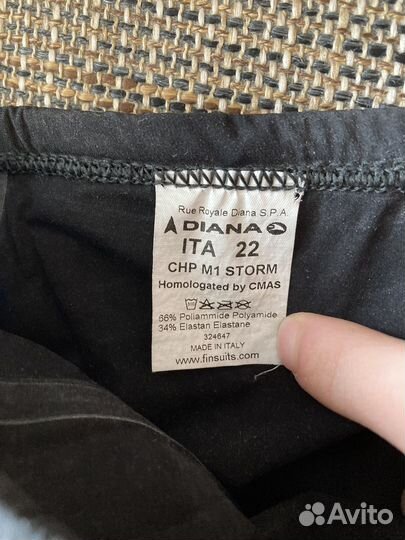 Rue Royale Diana S.P.A.
DIANA
ITA 22
CHP M1 STORM
Homologated by CMAS
66% Poliammide Polyamide
34% Elastan Elastane
324647
MADE IN ITALY
www.finsuits.com
Avito